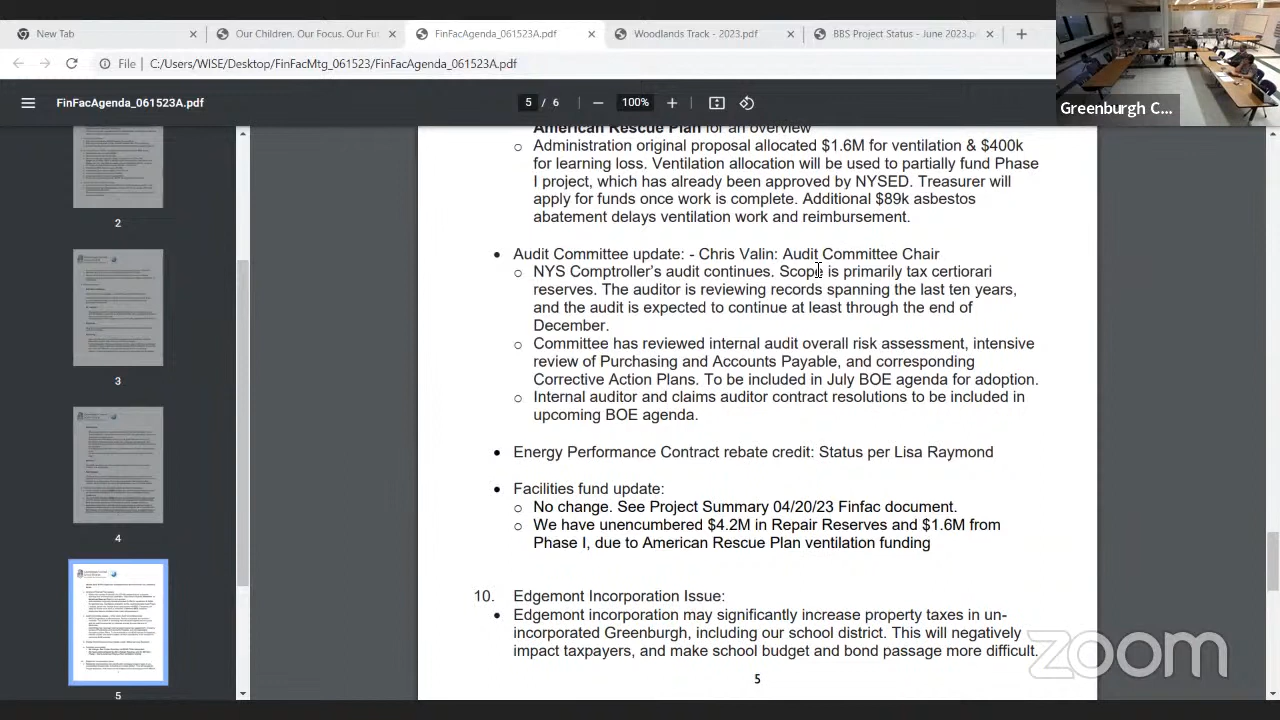 New Tab
Our Children. Our Focus. Our Fu
FinFacAgenda_061523A.pdf
Woodlands Track - 2023.pdf
BBS Project Status - June 2023.p
File | C:/Users/WISE/Desktop/FinFacMtg_061523/FinFacAgenda_061523A.pdf
FinFacAgenda_061523A.pdf
5 / 6
100%
Greenburgh C...
American Rescue Plan for an overview
o Administration original proposal allocated $1.6M for ventilation & $400k
for learning loss. Ventilation allocation will be used to partially fund Phase
I project, which has already been approved by NYSED. Treasurer will
apply for funds once work is complete. Additional $89k asbestos
abatement delays ventilation work and reimbursement.
• Audit Committee update: - Chris Valin: Audit Committee Chair
o NYS Comptroller's audit continues. Scope is primarily tax certiorari
reserves. The auditor is reviewing records spanning the last ten years,
and the audit is expected to continue at least through the end of
December.
o Committee has reviewed internal audit overall risk assessment, intensive
review of Purchasing and Accounts Payable, and corresponding
Corrective Action Plans. To be included in July BOE agenda for adoption.
o Internal auditor and claims auditor contract resolutions to be included in
upcoming BOE agenda.
• Energy Performance Contract rebate credit: Status per Lisa Raymond
• Facilities fund update:
o No change. See Project Summary 04/20/23 Finfac document.
o We have unencumbered $4.2M in Repair Reserves and $1.6M from
Phase I, due to American Rescue Plan ventilation funding
10. Edgemont Incorporation Issue:
• Edgemont incorporation may significantly increase property taxes in un-
incorporated Greenburgh, including our school district. This will negatively
impact taxpayers, and make school budget and bond passage more difficult.
5
2
3
4
5
zoom